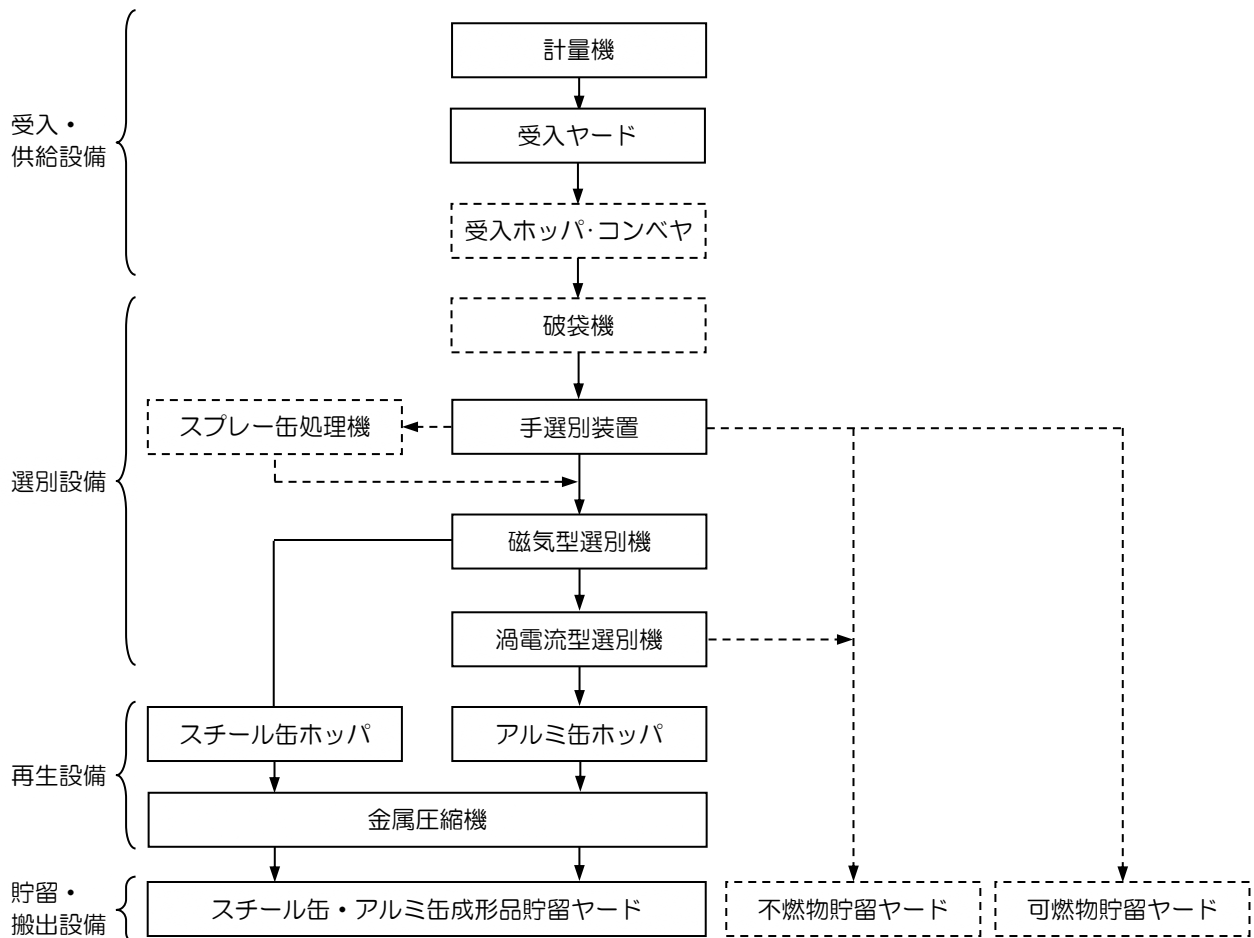 計量機
受入・
供給設備
受入ヤード
受入ホッパ･コンベヤ
破袋機
スプレー缶処理機
手選別装置
選別設備
磁気型選別機
渦電流型選別機
スチール缶ホッパ
アルミ缶ホッパ
再生設備
金属圧縮機
貯留・
搬出設備
スチール缶・アルミ缶成形品貯留ヤード
不燃物貯留ヤード
可燃物貯留ヤード